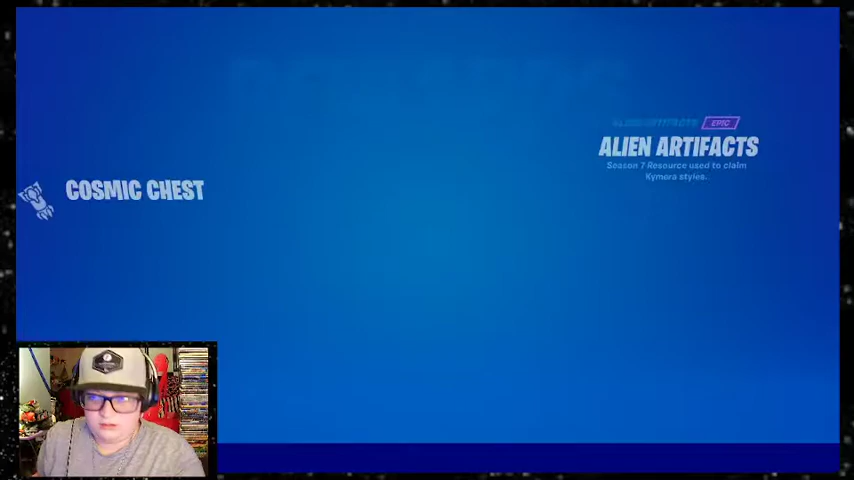 ALIEN ARTIFACTS EPIC
ALIEN ARTIFACTS
Season 7 Resource used to claim
Kymera styles.
COSMIC CHEST